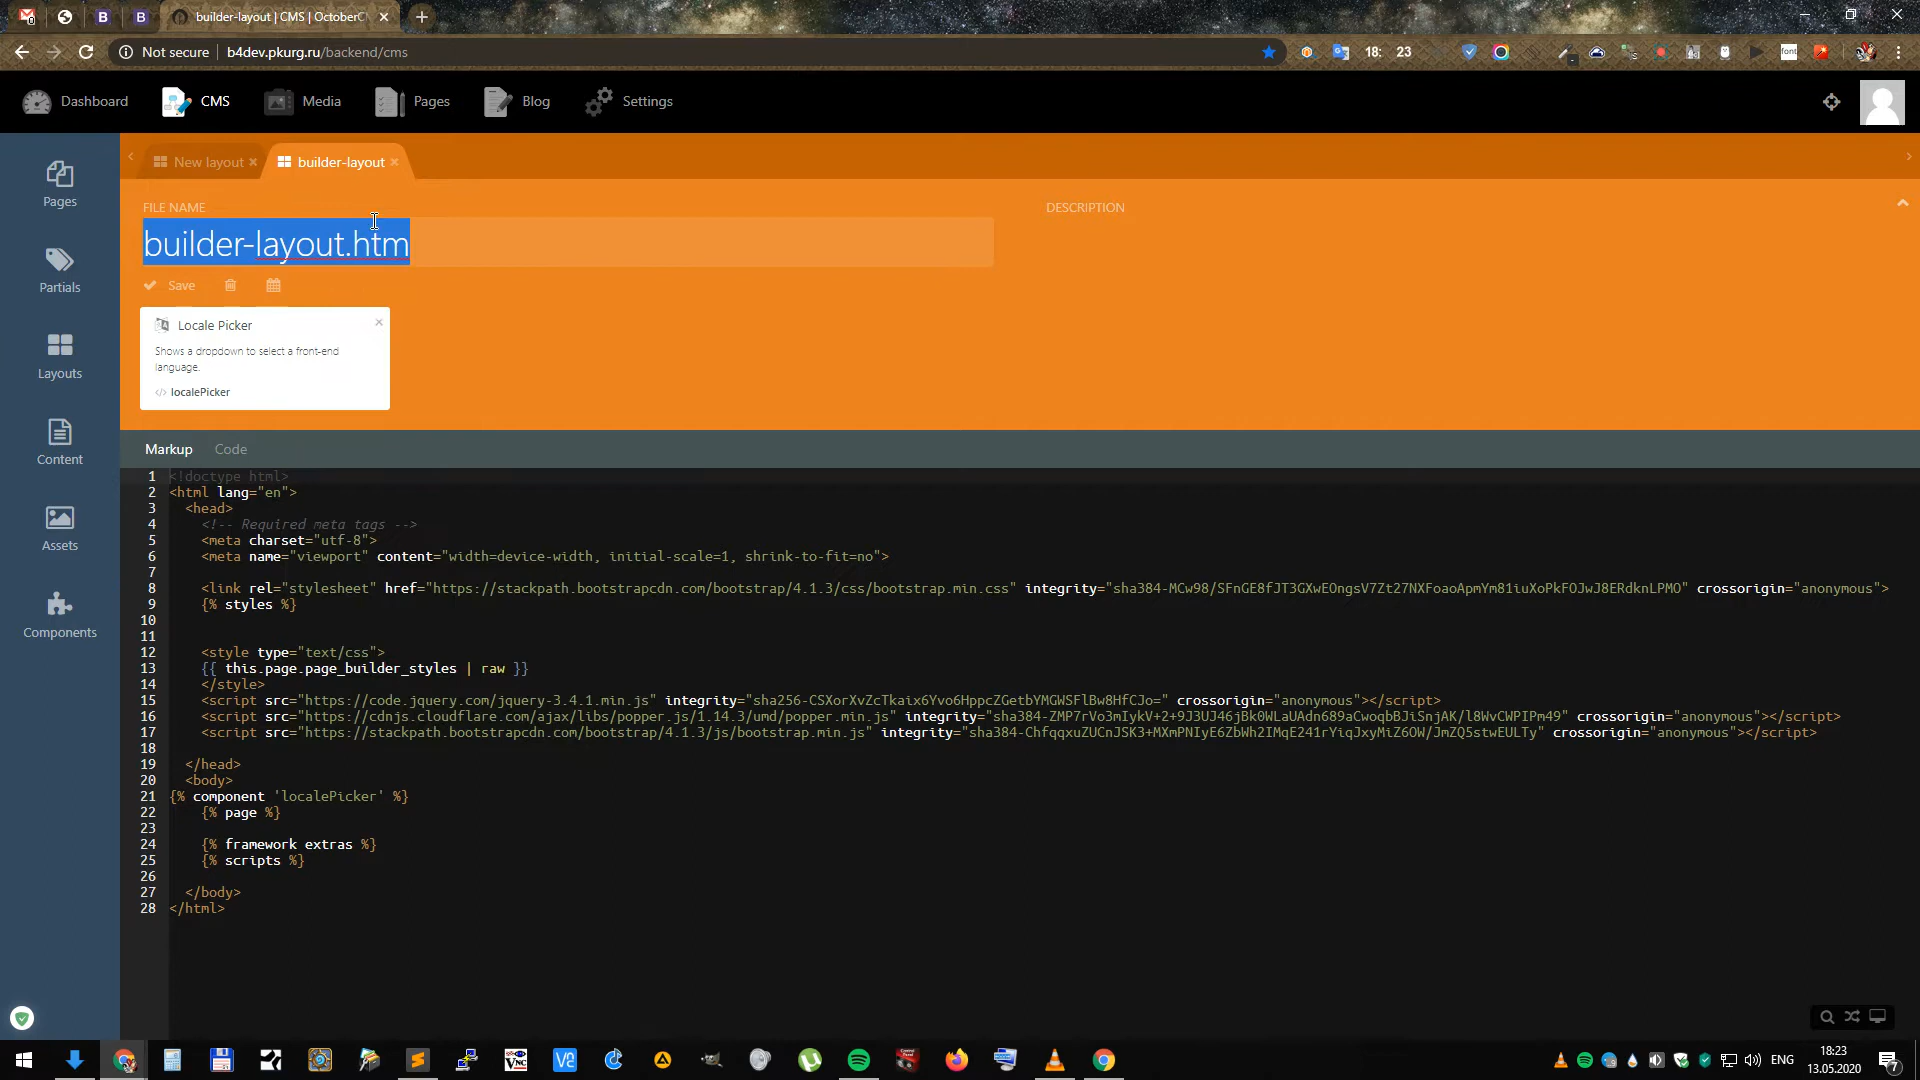 builder-layout | CMS | OctoberC
Not secure
b4dev.pkurg.ru/backend/cms
18: 23
font
Dashboard
CMS
Media
Pages
Blog
Settings
New layout
builder-layout
Pages
Partials
Layouts
Content
Assets
Components
FILE NAME
DESCRIPTION
builder-layout.htm
Save
Locale Picker
Shows a dropdown to select a front-end
language.
localePicker
Markup
Code
1 <!doctype html>
2 <html lang="en">
3 <head>
4 <!-- Required meta tags -->
5 <meta charset="utf-8">
6 <meta name="viewport" content="width=device-width, initial-scale=1, shrink-to-fit=no">
7
8 <link rel="stylesheet" href="https://stackpath.bootstrapcdn.com/bootstrap/4.1.3/css/bootstrap.min.css" integrity="sha384-MCw98/SFnGE8fJT3GXwEOngsV7Zt27NXFoaoApmYm81iuXoPkFOJwJ8ERdknLPMO" crossorigin="anonymous">
9 {% styles %}
10
11
12 <style type="text/css">
13 {{ this.page.page_builder_styles | raw }}
14 </style>
15 <script src="https://code.jquery.com/jquery-3.4.1.min.js" integrity="sha256-CSXorXvZcTkaix6Yvo6HppcZGetbYMGWSFlBw8HfCJo=" crossorigin="anonymous"></script>
16 <script src="https://cdnjs.cloudflare.com/ajax/libs/popper.js/1.14.3/umd/popper.min.js" integrity="sha384-ZMP7rVo3mIykV+2+9J3UJ46jBk0WLaUAdn689aCwoqbBJiSnjAK/l8WvCWPIPm49" crossorigin="anonymous"></script>
17 <script src="https://stackpath.bootstrapcdn.com/bootstrap/4.1.3/js/bootstrap.min.js" integrity="sha384-ChfqqxuZUCnJSK3+MXmPNIyE6ZbWh2IMqE241rYiqJxyMiZ6OW/JmZQ5stwEULTy" crossorigin="anonymous"></script>
18
19 </head>
20 <body>
21 {% component 'localePicker' %}
22 {% page %}
23
24 {% framework extras %}
25 {% scripts %}
26
27 </body>
28 </html>
ENG
18:23
13.05.2020
7